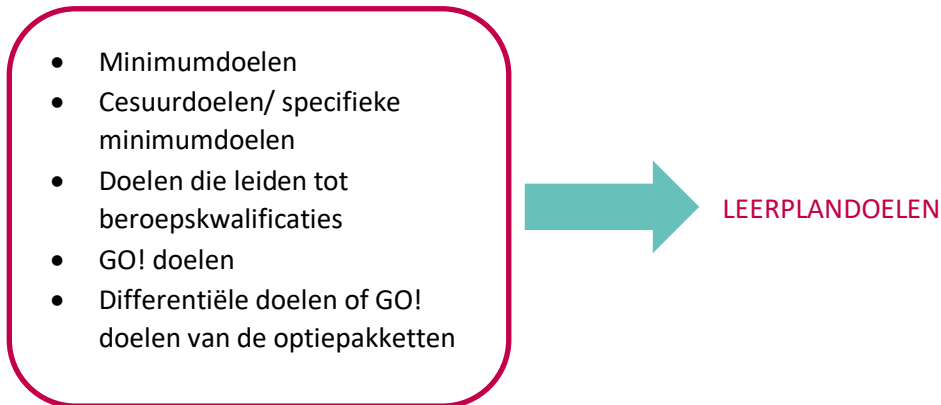 • Minimumdoelen
• Cesuurdoelen/ specifieke
minimumdoelen
• Doelen die leiden tot
beroepskwalificaties
• GO! doelen
• Differentiële doelen of GO!
doelen van de optiepakketten
LEERPLANDOELEN